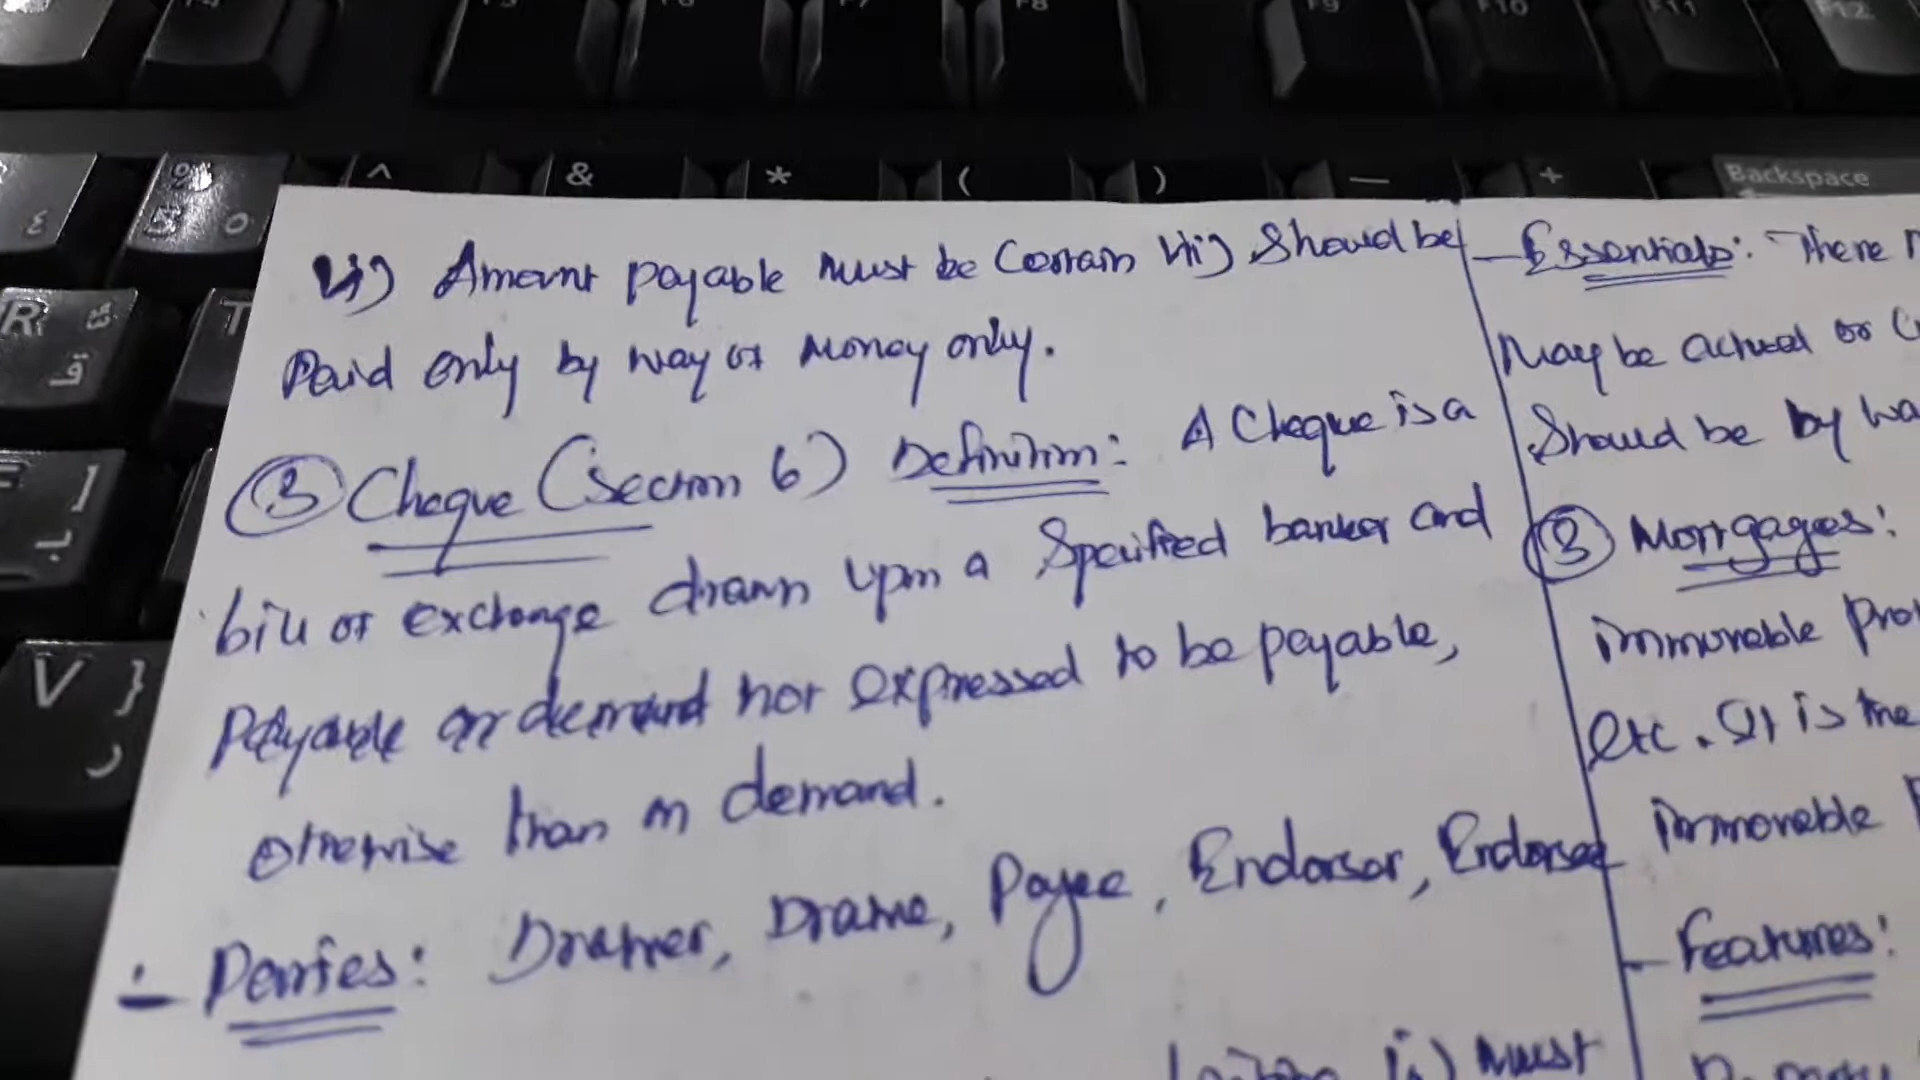 F9 F10 F11 F12
^ & * ( ) — + Backspace
R ق
T
F [
V }
vi) Amount payable must be Certain vii) Should be
Paid only by way of money only.
③ Cheque (Section 6) Definition: A Cheque is a
bill of exchange drawn upon a specified banker and
Payable on demand not expressed to be payable,
otherwise than on demand.
- Parties: Drawer, Drawee, Payee, Endorser, Endorsee
i) must
- Essentials: There
May be actual or
Should be by
③ Mortgages:
immovable
etc. It is the
immovable
- Features: